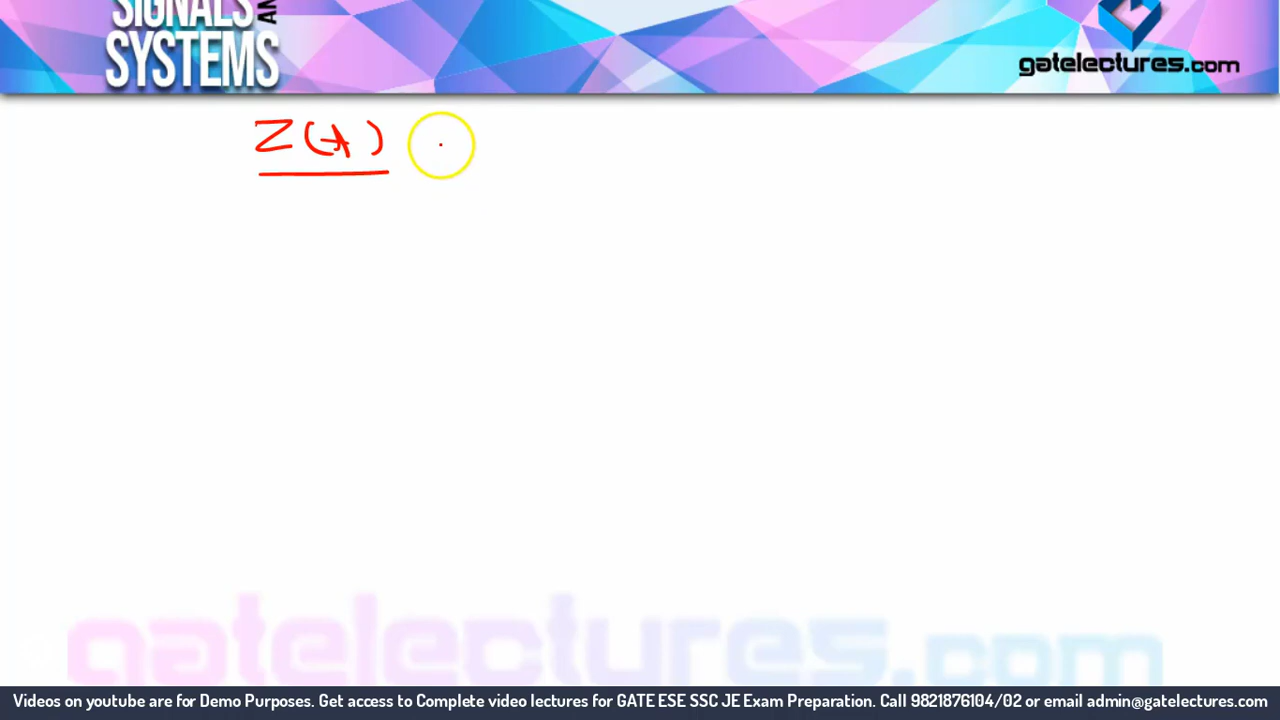 SIGNALS AND
SYSTEMS
gatelectures.com
Z(t)
gatelectures.com
Videos on youtube are for Demo Purposes. Get access to Complete video lectures for GATE ESE SSC JE Exam Preparation. Call 9821876104/02 or email admin@gatelectures.com